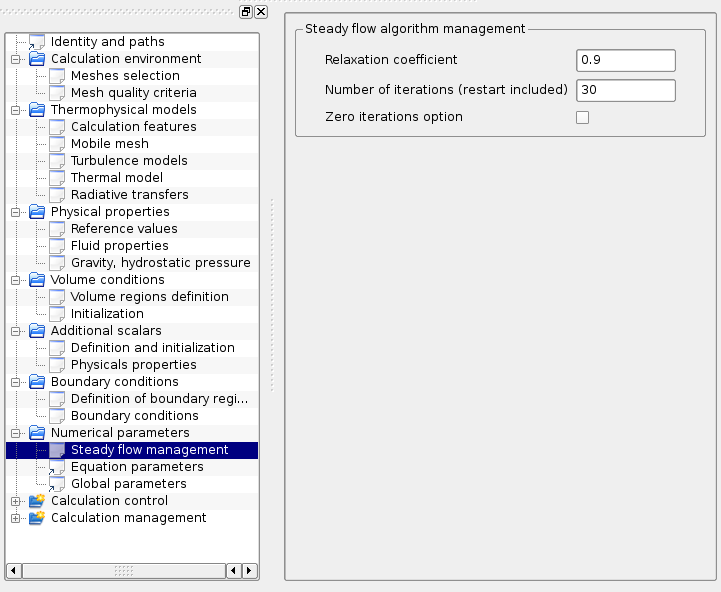 Identity and paths
Calculation environment
Meshes selection
Mesh quality criteria
Thermophysical models
Calculation features
Mobile mesh
Turbulence models
Thermal model
Radiative transfers
Physical properties
Reference values
Fluid properties
Gravity, hydrostatic pressure
Volume conditions
Volume regions definition
Initialization
Additional scalars
Definition and initialization
Physicals properties
Boundary conditions
Definition of boundary regi...
Boundary conditions
Numerical parameters
Steady flow management
Equation parameters
Global parameters
Calculation control
Calculation management
Steady flow algorithm management
Relaxation coefficient 0.9
Number of iterations (restart included) 30
Zero iterations option